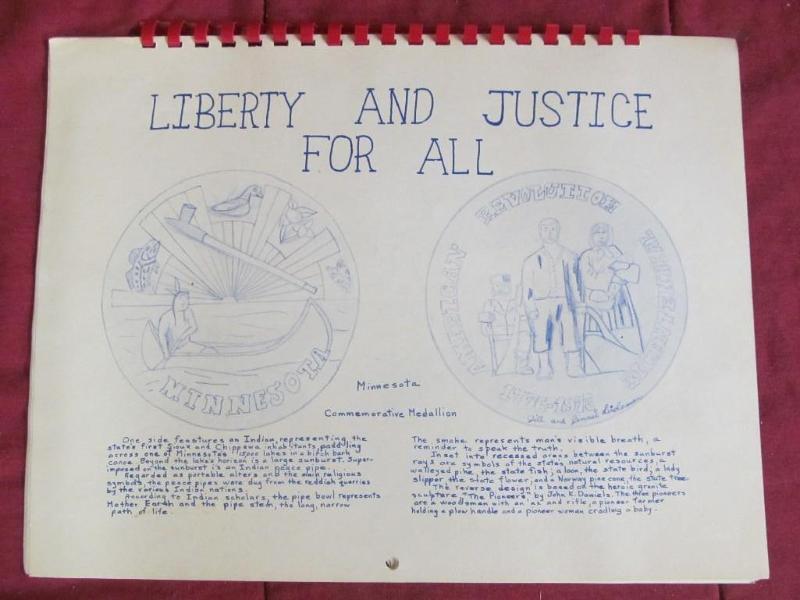 LIBERTY AND JUSTICE
FOR ALL
MINNESOTA
AMERICAN REVOLUTION BICENTENNIAL
1776-1976
Minnesota
Commemorative Medallion
One side feastures an Indian, representing the
state's first Sioux and Chippewa inhabitants, paddling
across one of Minnesota's 15,000 lakes in a birch bark
canoe. Beyond the lake's horizon is a large sunburst. Super-
imposed on the sunburst is an Indian peace pipe.
Regarded as portable alters and the main religious
symbols, the peace pipes were dug from the reddish quarries
by the various Indian nations.
According to Indian scholars, the pipe bowl represents
Mother Earth and the pipe stem, the long, narrow
path of life.
The smoke represents man's visible breath, a
reminder to speak the truth.
Inset into recessed areas between the sunburst
rays are symbols of the state's natural resources: a
walleyed pike, the state fish; a loon, the state bird; a lady
slipper the state flower, and a Norway pine cone, the state tree.
The reverse design is based on the heroic granite
sculpture "The Pioneers", by John K. Daniels. The three pioneers
are a woodsman with an ax and rifle, a pioneer farmer
holding a plow handle and a pioneer woman cradling a baby.